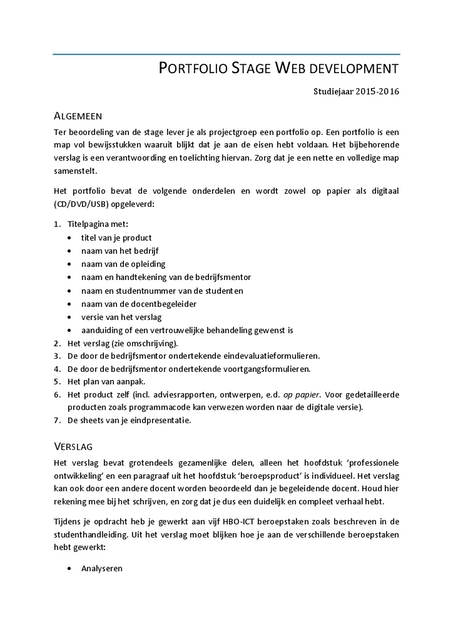 PORTFOLIO STAGE WEB DEVELOPMENT
Studiejaar 2015-2016
ALGEMEEN
Ter beoordeling van de stage lever je als projectgroep een portfolio op. Een portfolio is een
map vol bewijsstukken waaruit blijkt dat je aan de eisen hebt voldaan. Het bijbehorende
verslag is een verantwoording en toelichting hiervan. Zorg dat je een nette en volledige map
samenstelt.
Het portfolio bevat de volgende onderdelen en wordt zowel op papier als digitaal
(CD/DVD/USB) opgeleverd:
1. Titelpagina met:
• titel van je product
• naam van het bedrijf
• naam van de opleiding
• naam en handtekening van de bedrijfsmentor
• naam en studentnummer van de studenten
• naam van de docentbegeleider
• versie van het verslag
• aanduiding of een vertrouwelijke behandeling gewenst is
2. Het verslag (zie omschrijving).
3. De door de bedrijfsmentor ondertekende eindevaluatieformulieren.
4. De door de bedrijfsmentor ondertekende voortgangsformulieren.
5. Het plan van aanpak.
6. Het product zelf (incl. adviesrapporten, ontwerpen, e.d. op papier. Voor gedetailleerde
producten zoals programmacode kan verwezen worden naar de digitale versie).
7. De sheets van je eindpresentatie.
VERSLAG
Het verslag bevat grotendeels gezamenlijke delen, alleen het hoofdstuk ‘professionele
ontwikkeling’ en een paragraaf uit het hoofdstuk ‘beroepsproduct’ is individueel. Het verslag
kan ook door een andere docent worden beoordeeld dan je begeleidende docent. Houd hier
rekening mee bij het schrijven, en zorg dat je dus een duidelijk en compleet verhaal hebt.
Tijdens je opdracht heb je gewerkt aan vijf HBO-ICT beroepstaken zoals beschreven in de
studenthandleiding. Uit het verslag moet blijken hoe je aan de verschillende beroepstaken
hebt gewerkt:
• Analyseren